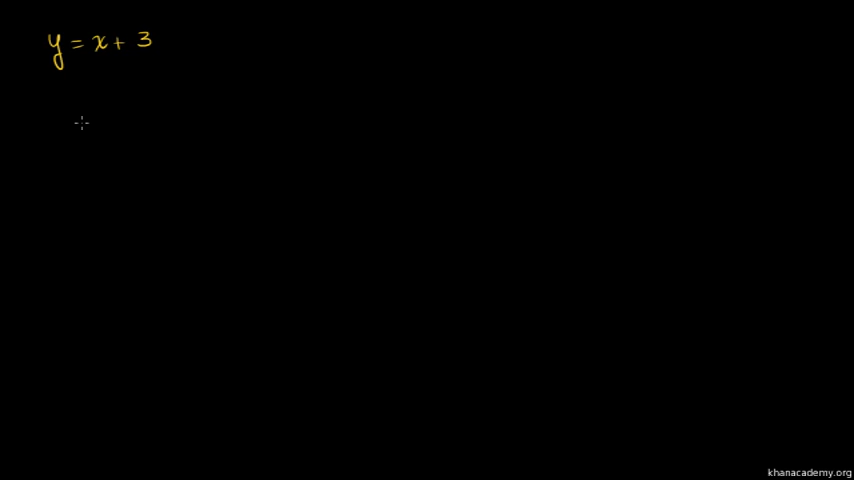 y = x + 3
khanacademy.org